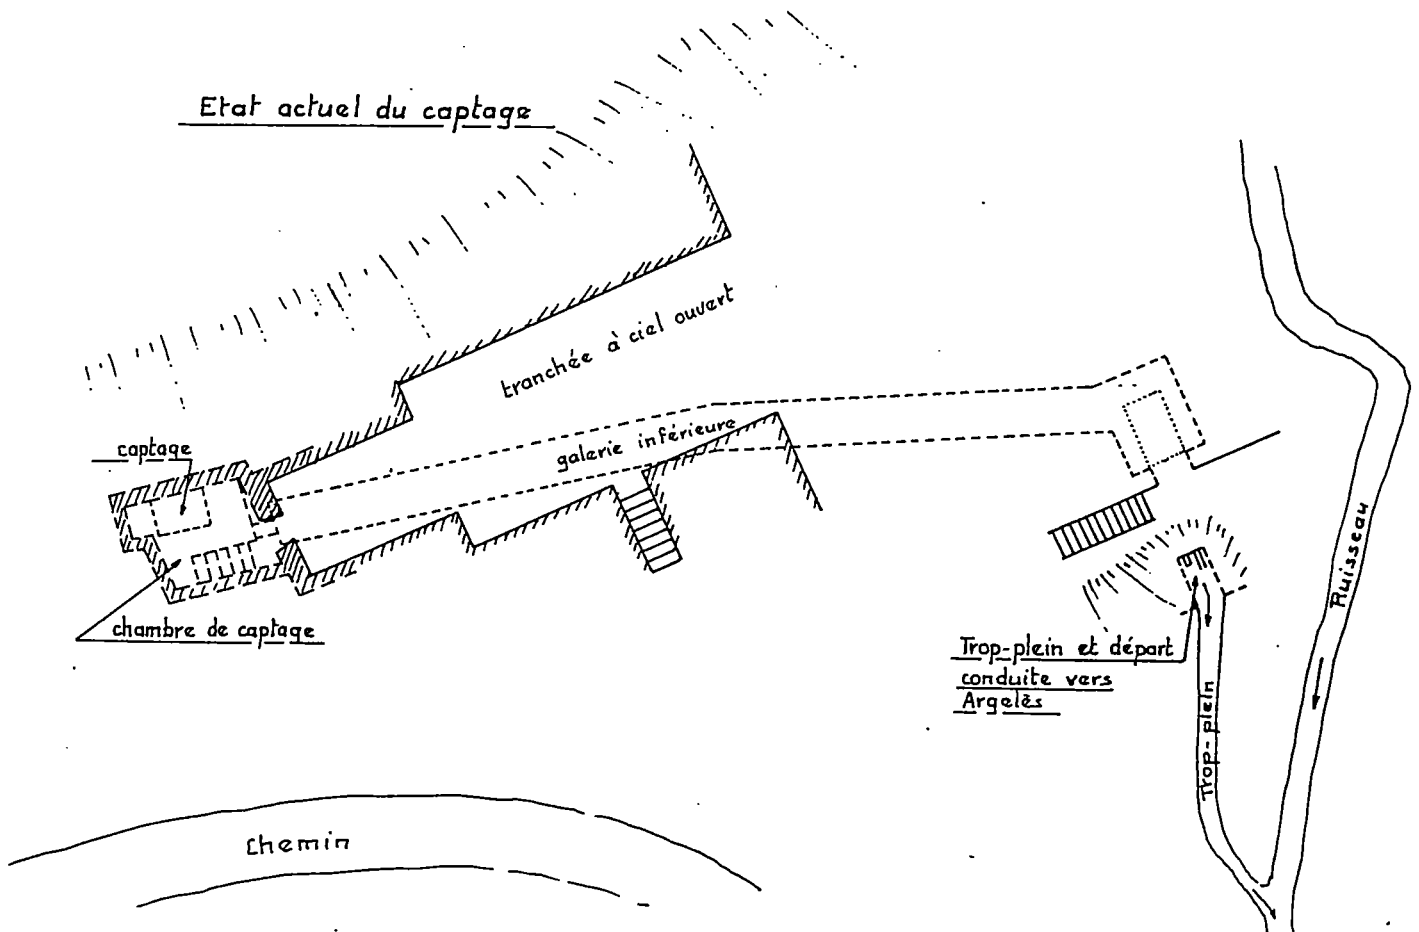 Etat actuel du captage
tranchée à ciel ouvert
galerie inférieure
captage
chambre de captage
Trop-plein et départ
conduite vers
Argelès
Trop-plein
Ruisseau
Chemin